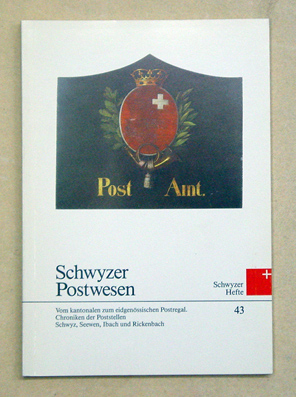 Post Amt.
Schwyzer
Postwesen
Schwyzer
Hefte
Vom kantonalen zum eidgenössischen Postregal.
Chroniken der Poststellen
Schwyz, Seewen, Ibach und Rickenbach
43